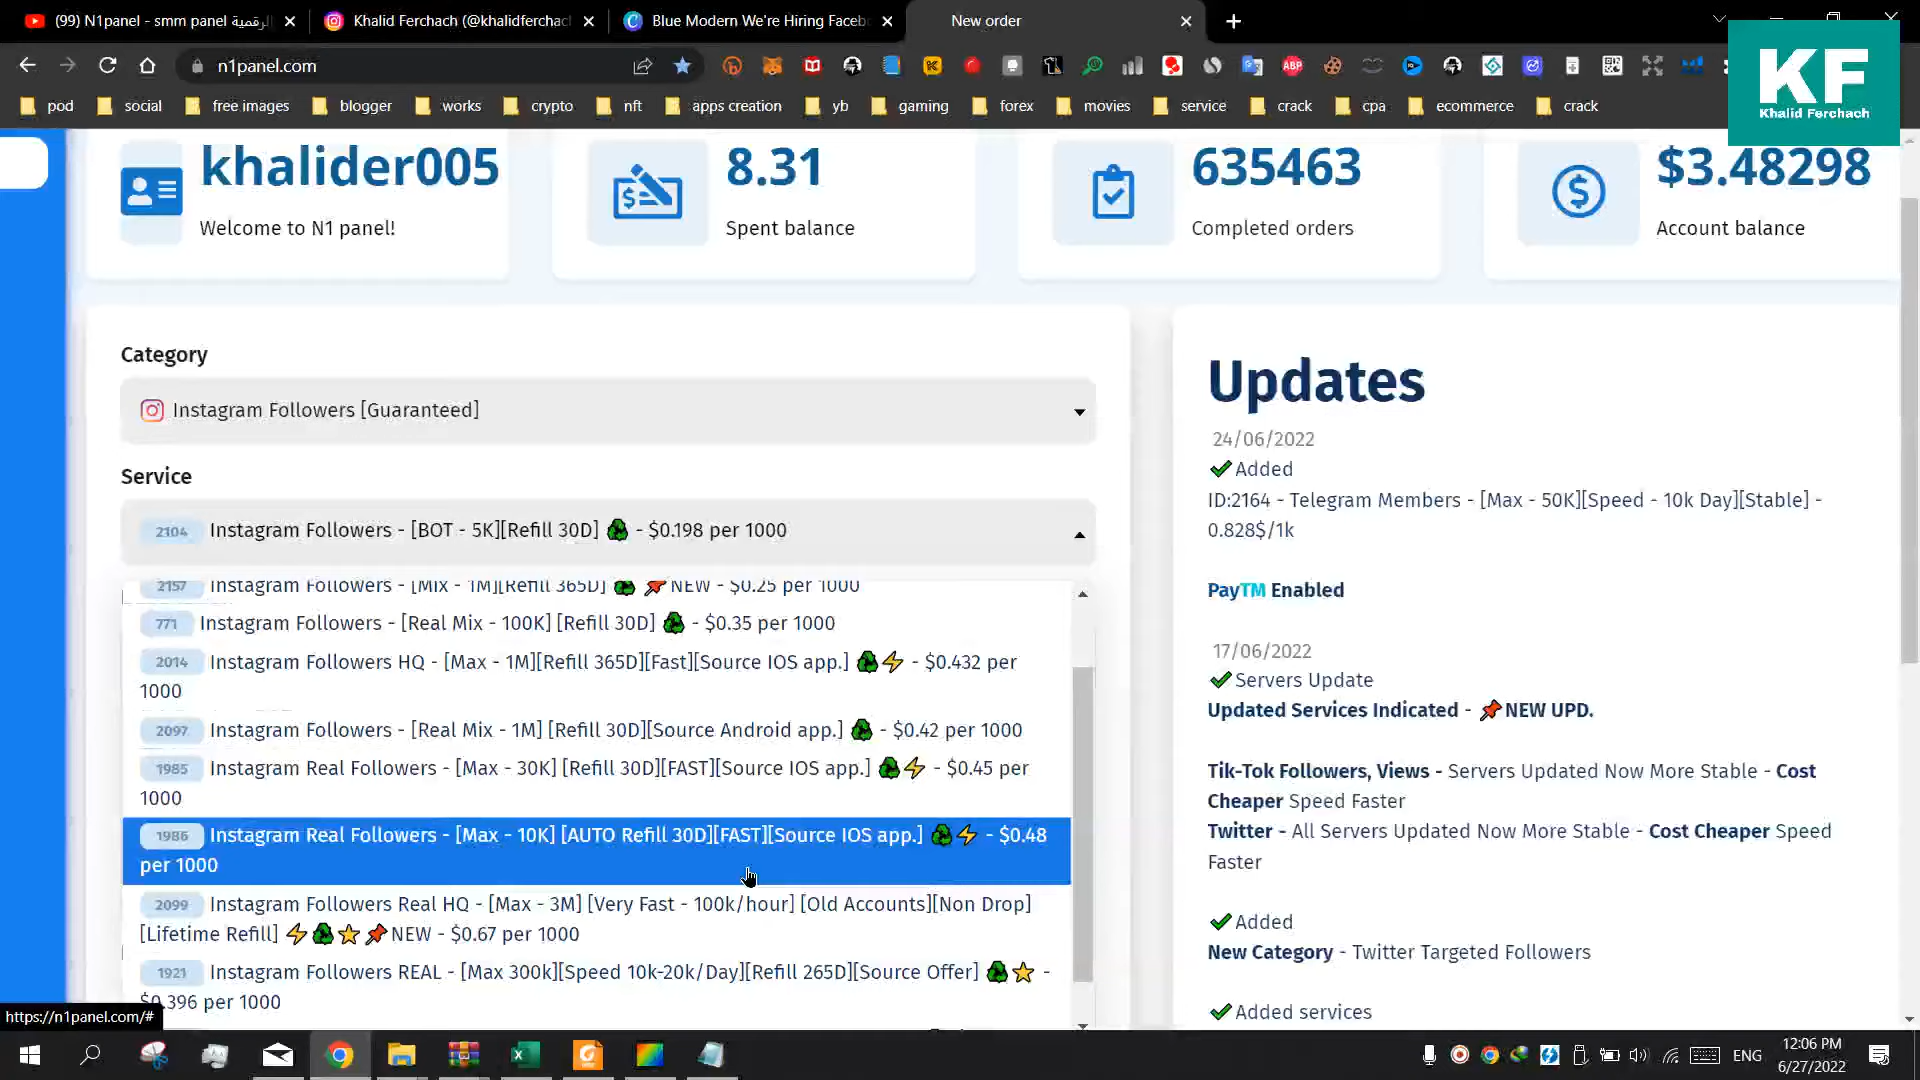 (99) N1panel - smm panel الرقمية
Khalid Ferchach (@khalidferchac
Blue Modern We're Hiring Faceb
New order
n1panel.com
pod
social
free images
blogger
works
crypto
nft
apps creation
yb
gaming
forex
movies
service
crack
cpa
ecommerce
crack
KF
Khalid Ferchach
khalider005
Welcome to N1 panel!
8.31
Spent balance
635463
Completed orders
$3.48298
Account balance
Category
Instagram Followers [Guaranteed]
Service
2104 Instagram Followers - [BOT - 5K][Refill 30D] ♻ - $0.198 per 1000
2157 Instagram Followers - [Mix - 1M][Refill 365D] ♻ 📌NEW - $0.25 per 1000
771 Instagram Followers - [Real Mix - 100K] [Refill 30D] ♻ - $0.35 per 1000
2014 Instagram Followers HQ - [Max - 1M][Refill 365D][Fast][Source IOS app.] ♻⚡ - $0.432 per
1000
2097 Instagram Followers - [Real Mix - 1M] [Refill 30D][Source Android app.] ♻ - $0.42 per 1000
1985 Instagram Real Followers - [Max - 30K] [Refill 30D][FAST][Source IOS app.] ♻⚡ - $0.45 per
1000
1986 Instagram Real Followers - [Max - 10K] [AUTO Refill 30D][FAST][Source IOS app.] ♻⚡ - $0.48
per 1000
2099 Instagram Followers Real HQ - [Max - 3M] [Very Fast - 100k/hour] [Old Accounts][Non Drop]
[Lifetime Refill] ⚡♻⭐📌NEW - $0.67 per 1000
1921 Instagram Followers REAL - [Max 300k][Speed 10k-20k/Day][Refill 265D][Source Offer] ♻⭐ -
$0.396 per 1000
https://n1panel.com/#
Updates
24/06/2022
✔Added
ID:2164 - Telegram Members - [Max - 50K][Speed - 10k Day][Stable] -
0.828$/1k
PayTM Enabled
17/06/2022
✔Servers Update
Updated Services Indicated - 📌NEW UPD.
Tik-Tok Followers, Views - Servers Updated Now More Stable - Cost
Cheaper Speed Faster
Twitter - All Servers Updated Now More Stable - Cost Cheaper Speed
Faster
✔Added
New Category - Twitter Targeted Followers
✔Added services
ENG
12:06 PM
6/27/2022